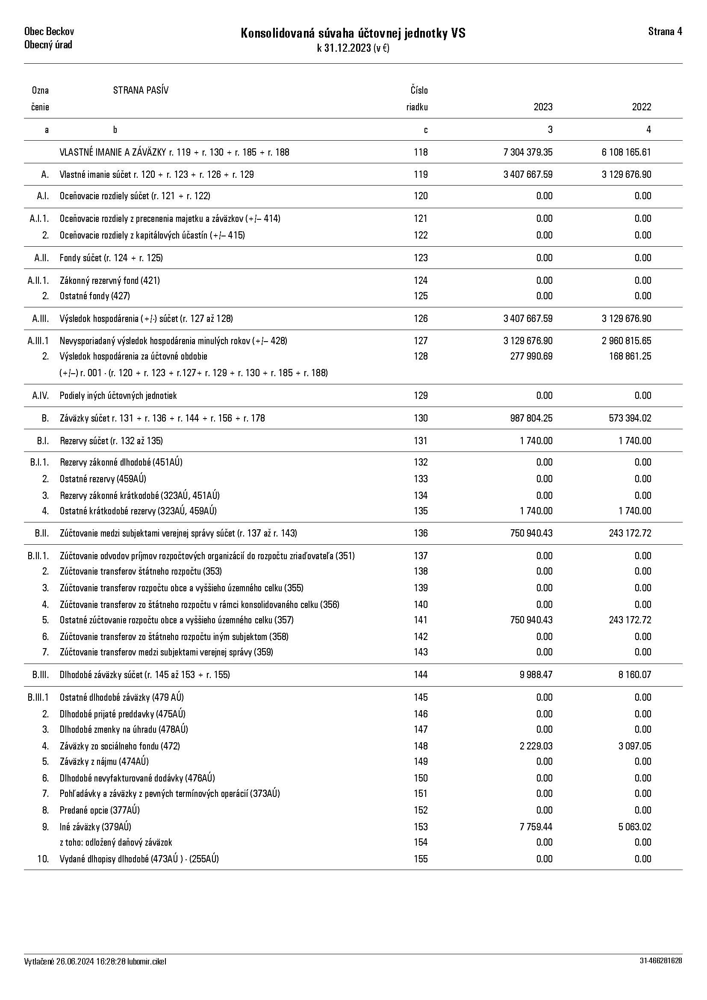 Obec Beckov
Obecný úrad
Konsolidovaná súvaha účtovnej jednotky VS
k 31.12.2023 (v €)
Strana 4
Ozna STRANA PASÍV Číslo
čenie riadku 2023 2022
a b c 3 4
VLASTNÉ IMANIE A ZÁVÄZKY r. 119 + r. 130 + r. 185 + r. 188 118 7 304 379.35 6 108 165.61
A. Vlastné imanie súčet r. 120 + r. 123 + r. 126 + r. 129 119 3 407 667.59 3 129 676.90
A.I. Oceňovacie rozdiely súčet (r. 121 + r. 122) 120 0.00 0.00
A.I.1. Oceňovacie rozdiely z precenenia majetku a záväzkov (+/– 414) 121 0.00 0.00
2. Oceňovacie rozdiely z kapitálových účastín (+/– 415) 122 0.00 0.00
A.II. Fondy súčet (r. 124 + r. 125) 123 0.00 0.00
A.II.1. Zákonný rezervný fond (421) 124 0.00 0.00
2. Ostatné fondy (427) 125 0.00 0.00
A.III. Výsledok hospodárenia (+/-) súčet (r. 127 až 128) 126 3 407 667.59 3 129 676.90
A.III.1 Nevysporiadaný výsledok hospodárenia minulých rokov (+/– 428) 127 3 129 676.90 2 960 815.65
2. Výsledok hospodárenia za účtovné obdobie 128 277 990.69 168 861.25
(+/–) r. 001 - (r. 120 + r. 123 + r.127+ r. 129 + r. 130 + r. 185 + r. 188)
A.IV. Podiely iných účtovných jednotiek 129 0.00 0.00
B. Záväzky súčet r. 131 + r. 136 + r. 144 + r. 156 + r. 178 130 987 804.25 573 394.02
B.I. Rezervy súčet (r. 132 až 135) 131 1 740.00 1 740.00
B.I.1. Rezervy zákonné dlhodobé (451AÚ) 132 0.00 0.00
2. Ostatné rezervy (459AÚ) 133 0.00 0.00
3. Rezervy zákonné krátkodobé (323AÚ, 451AÚ) 134 0.00 0.00
4. Ostatné krátkodobé rezervy (323AÚ, 459AÚ) 135 1 740.00 1 740.00
B.II. Zúčtovanie medzi subjektami verejnej správy súčet (r. 137 až r. 143) 136 750 940.43 243 172.72
B.II.1. Zúčtovanie odvodov príjmov rozpočtových organizácií do rozpočtu zriaďovateľa (351) 137 0.00 0.00
2. Zúčtovanie transferov štátneho rozpočtu (353) 138 0.00 0.00
3. Zúčtovanie transferov rozpočtu obce a vyššieho územného celku (355) 139 0.00 0.00
4. Zúčtovanie transferov zo štátneho rozpočtu v rámci konsolidovaného celku (356) 140 0.00 0.00
5. Ostatné zúčtovanie rozpočtu obce a vyššieho územného celku (357) 141 750 940.43 243 172.72
6. Zúčtovanie transferov zo štátneho rozpočtu iným subjektom (358) 142 0.00 0.00
7. Zúčtovanie transferov medzi subjektami verejnej správy (359) 143 0.00 0.00
B.III. Dlhodobé záväzky súčet (r. 145 až 153 + r. 155) 144 9 988.47 8 160.07
B.III.1 Ostatné dlhodobé záväzky (479 AÚ) 145 0.00 0.00
2. Dlhodobé prijaté preddavky (475AÚ) 146 0.00 0.00
3. Dlhodobé zmenky na úhradu (478AÚ) 147 0.00 0.00
4. Záväzky zo sociálneho fondu (472) 148 2 229.03 3 097.05
5. Záväzky z nájmu (474AÚ) 149 0.00 0.00
6. Dlhodobé nevyfakturované dodávky (476AÚ) 150 0.00 0.00
7. Pohľadávky a záväzky z pevných termínových operácií (373AÚ) 151 0.00 0.00
8. Predané opcie (377AÚ) 152 0.00 0.00
9. Iné záväzky (379AÚ) 153 7 759.44 5 063.02
z toho: odložený daňový záväzok 154 0.00 0.00
10. Vydané dlhopisy dlhodobé (473AÚ ) - (255AÚ) 155 0.00 0.00
Vytlačené 26.06.2024 16:28:28 lubomir.cikel
31-466281628